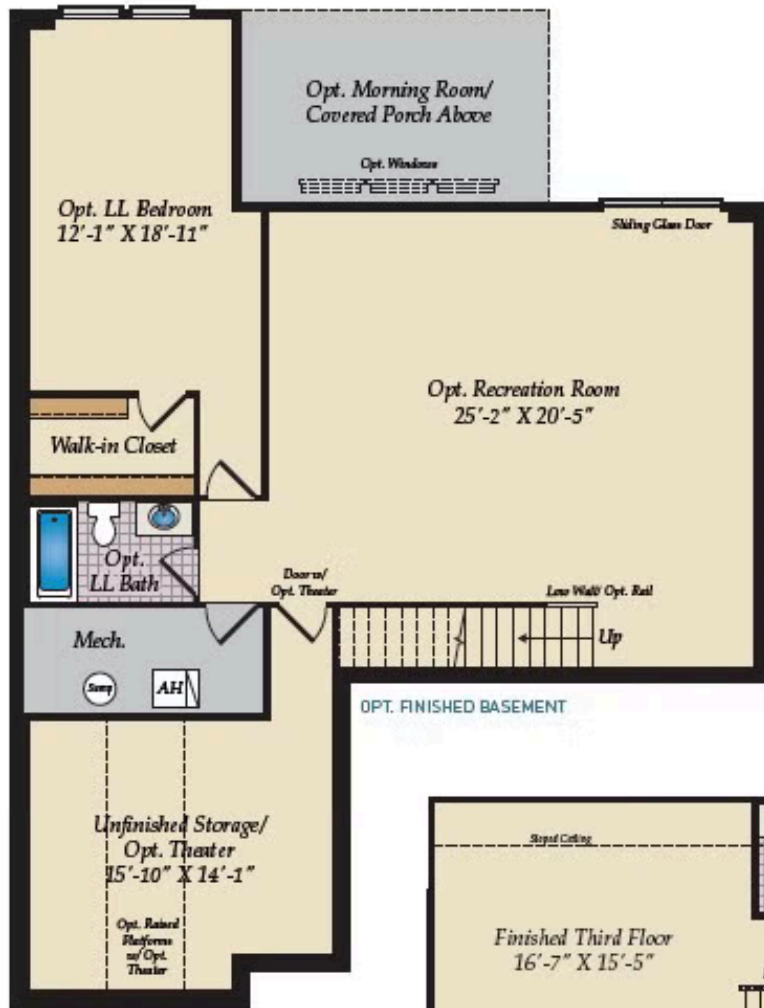 Opt. Morning Room/
Covered Porch Above
Opt. Windows
Opt. LL Bedroom
12'-1" X 18'-11"
Sliding Glass Door
Opt. Recreation Room
25'-2" X 20'-5"
Walk-in Closet
Opt.
LL Bath
Door w/
Opt. Theater
Low Wall/ Opt. Rail
Up
Mech.
Sump
AH
OPT. FINISHED BASEMENT
Unfinished Storage/
Opt. Theater
15'-10" X 14'-1"
Opt. Raised
Platforms
w/ Opt.
Theater
Sloped Ceiling
Finished Third Floor
16'-7" X 15'-5"